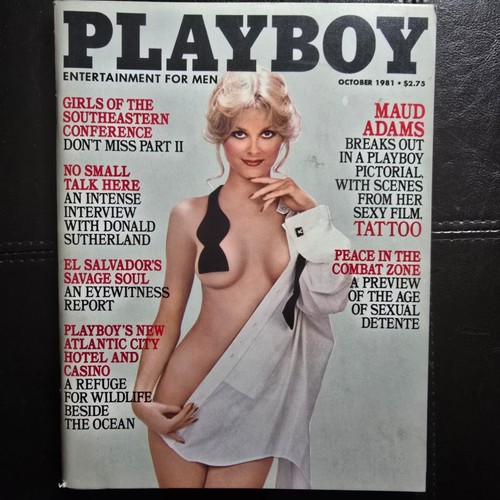 PLAYBOY
ENTERTAINMENT FOR MEN
OCTOBER 1981 • $2.75
GIRLS OF THE
SOUTHEASTERN
CONFERENCE
DON'T MISS PART II
NO SMALL
TALK HERE
AN INTENSE
INTERVIEW
WITH DONALD
SUTHERLAND
EL SALVADOR'S
SAVAGE SOUL
AN EYEWITNESS
REPORT
PLAYBOY'S NEW
ATLANTIC CITY
HOTEL AND
CASINO
A REFUGE
FOR WILDLIFE
BESIDE
THE OCEAN
MAUD
ADAMS
BREAKS OUT
IN A PLAYBOY
PICTORIAL,
WITH SCENES
FROM HER
SEXY FILM,
TATTOO
PEACE IN THE
COMBAT ZONE
A PREVIEW
OF THE AGE
OF SEXUAL
DETENTE